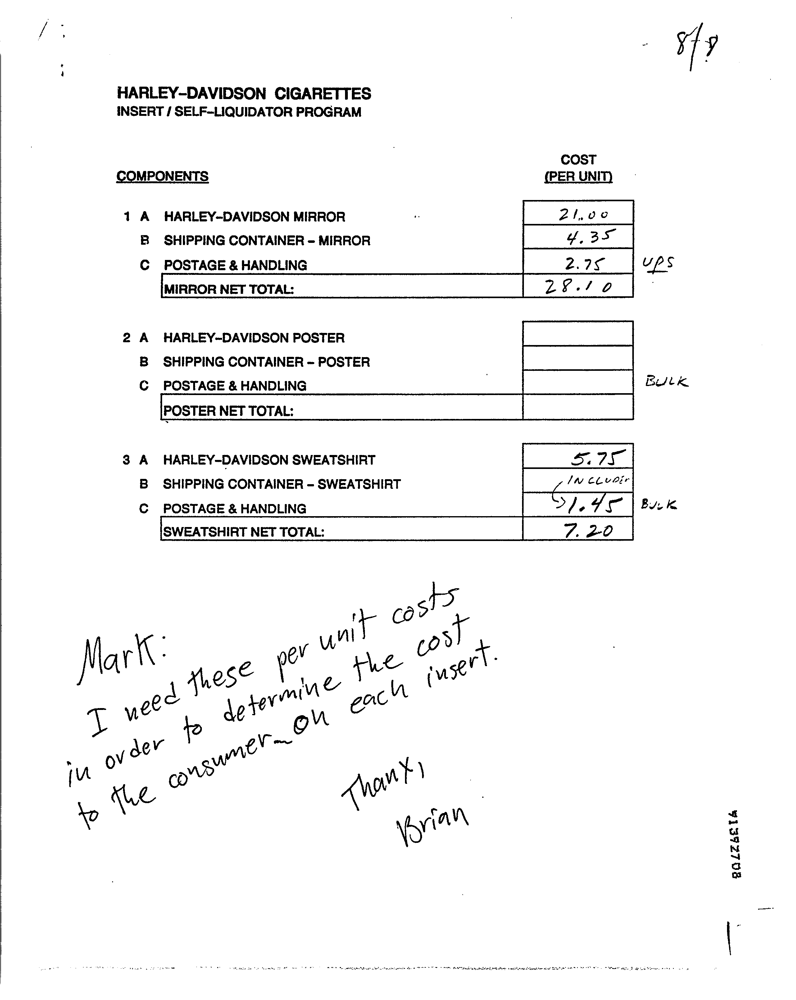 8/8
HARLEY-DAVIDSON CIGARETTES
INSERT / SELF-LIQUIDATOR PROGRAM
COST
COMPONENTS (PER UNIT)
1 A HARLEY-DAVIDSON MIRROR 21.00
B SHIPPING CONTAINER - MIRROR 4.35
C POSTAGE & HANDLING 2.75 UPS
MIRROR NET TOTAL: 28.10
2 A HARLEY-DAVIDSON POSTER
B SHIPPING CONTAINER - POSTER
C POSTAGE & HANDLING BULK
POSTER NET TOTAL:
3 A HARLEY-DAVIDSON SWEATSHIRT 5.75
B SHIPPING CONTAINER - SWEATSHIRT INCLUDED
C POSTAGE & HANDLING 1.45 BULK
SWEATSHIRT NET TOTAL: 7.20
Mark:
I need these per unit costs
in order to determine the cost
to the consumer on each insert.
Thanx,
Brian
91392708